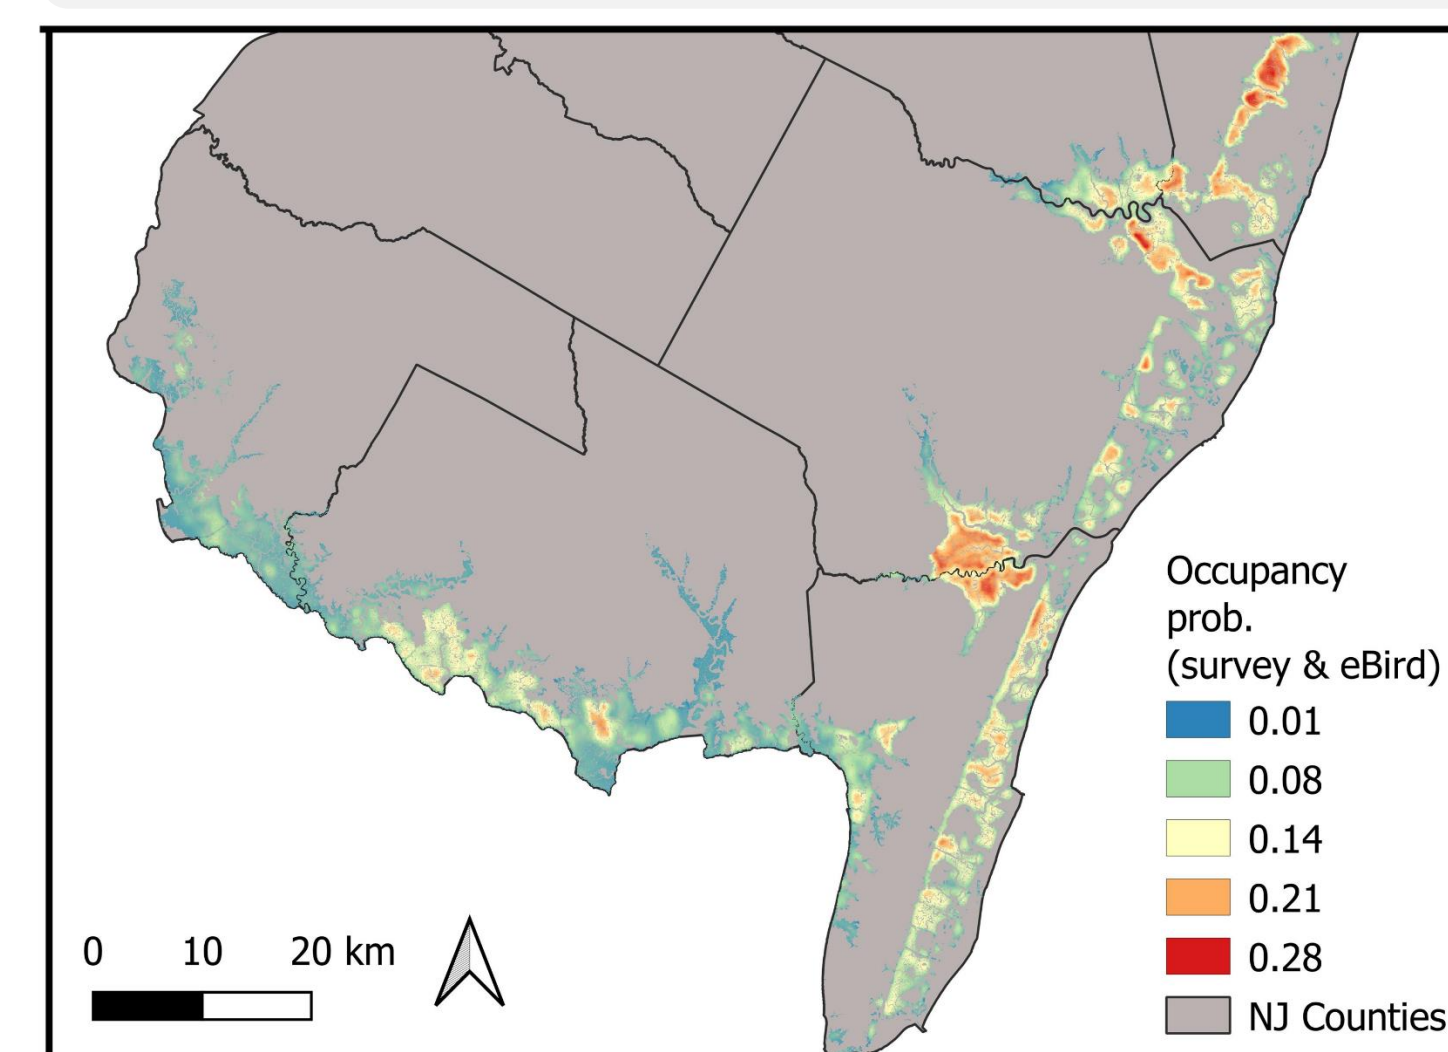 Occupancy
prob.
(survey & eBird)
0.01
0.08
0.14
0.21
0.28
NJ Counties
0 10 20 km